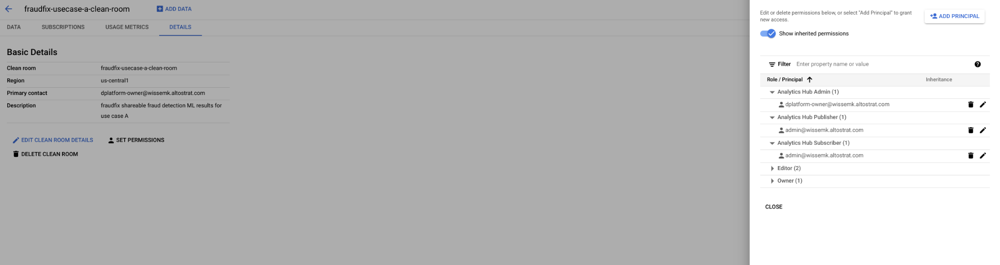 fraudfix-usecase-a-clean-room
ADD DATA
DATA
SUBSCRIPTIONS
USAGE METRICS
DETAILS
Basic Details
Clean room fraudfix-usecase-a-clean-room
Region us-central1
Primary contact dplatform-owner@wissemk.altostrat.com
Description fraudfix shareable fraud detection ML results for
use case A
EDIT CLEAN ROOM DETAILS
SET PERMISSIONS
DELETE CLEAN ROOM
Edit or delete permissions below, or select "Add Principal" to grant
new access.
ADD PRINCIPAL
Show inherited permissions
Filter Enter property name or value
Role / Principal Inheritance
Analytics Hub Admin (1)
dplatform-owner@wissemk.altostrat.com
Analytics Hub Publisher (1)
admin@wissemk.altostrat.com
Analytics Hub Subscriber (1)
admin@wissemk.altostrat.com
Editor (2)
Owner (1)
CLOSE